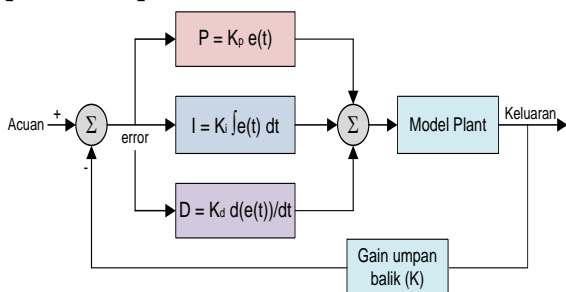 P = Kp e(t)
Acuan
+
Σ
-
error
I = Ki ∫e(t) dt
Σ
Model Plant
Keluaran
D = Kd d(e(t))/dt
Gain umpan
balik (K)